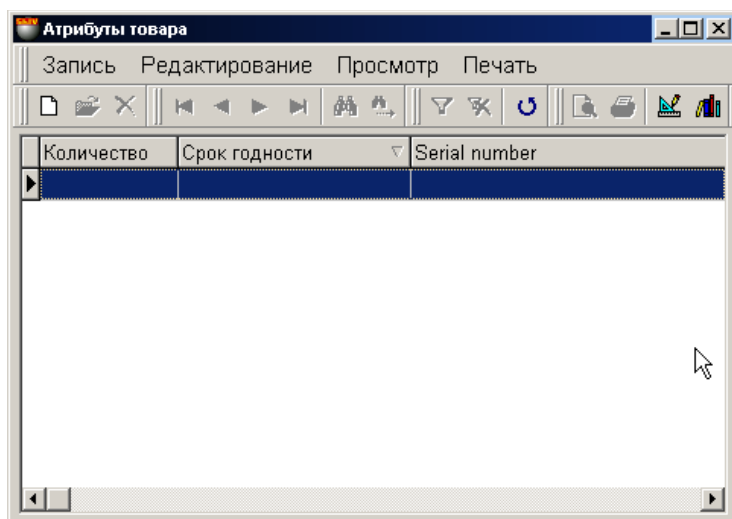 Атрибуты товара
Запись Редактирование Просмотр Печать
Количество Срок годности Serial number